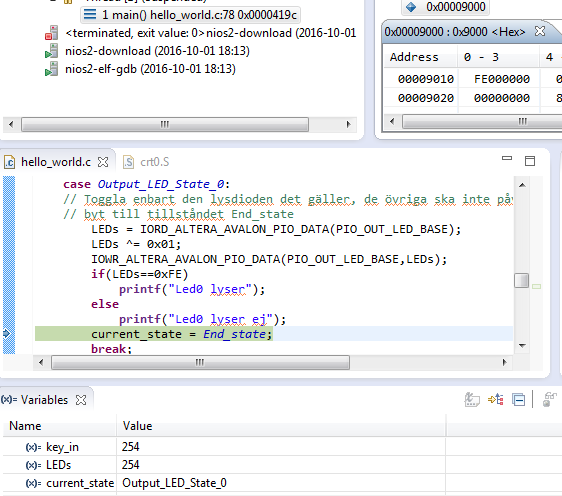 Thread [3] (Suspended)
1 main() hello_world.c:78 0x0000419c
<terminated, exit value: 0>nios2-download (2016-10-01
nios2-download (2016-10-01 18:13)
nios2-elf-gdb (2016-10-01 18:13)
0x00009000
0x00009000 : 0x9000 <Hex>
Address 0 - 3 4 -
00009010 FE000000 0
00009020 00000000 8
hello_world.c crt0.S
case Output_LED_State_0:
// Toggla enbart den lysdioden det gäller, de övriga ska inte påv
// byt till tillståndet End_state
LEDs = IORD_ALTERA_AVALON_PIO_DATA(PIO_OUT_LED_BASE);
LEDs ^= 0x01;
IOWR_ALTERA_AVALON_PIO_DATA(PIO_OUT_LED_BASE,LEDs);
if(LEDs==0xFE)
printf("Led0 lyser");
else
printf("Led0 lyser ej");
current_state = End_state;
break;
(x)= Variables
Name Value
(x)= key_in 254
(x)= LEDs 254
(x)= current_state Output_LED_State_0